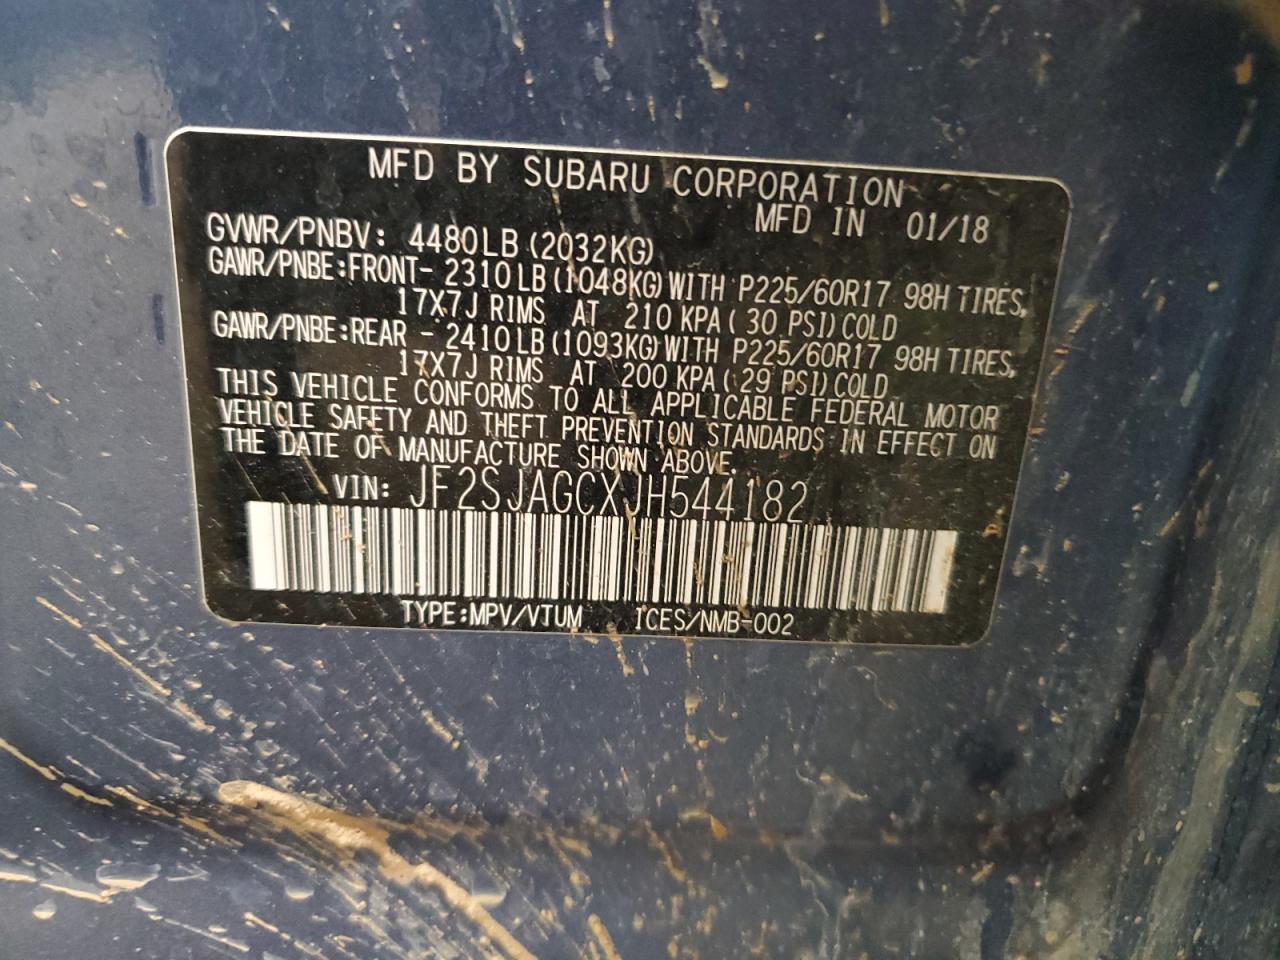 MFD BY SUBARU CORPORATION
MFD IN 01/18
GVWR/PNBV: 4480LB (2032KG)
GAWR/PNBE:FRONT- 2310LB (1048KG) WITH P225/60R17 98H TIRES,
17X7J RIMS AT 210 KPA ( 30 PSI) COLD
GAWR/PNBE:REAR - 2410LB (1093KG) WITH P225/60R17 98H TIRES,
17X7J RIMS AT 200 KPA ( 29 PSI) COLD
THIS VEHICLE CONFORMS TO ALL APPLICABLE FEDERAL MOTOR
VEHICLE SAFETY AND THEFT PREVENTION STANDARDS IN EFFECT ON
THE DATE OF MANUFACTURE SHOWN ABOVE.
VIN: JF2SJAGCXJH544182
TYPE:MPV/VTUM ICES/NMB-002